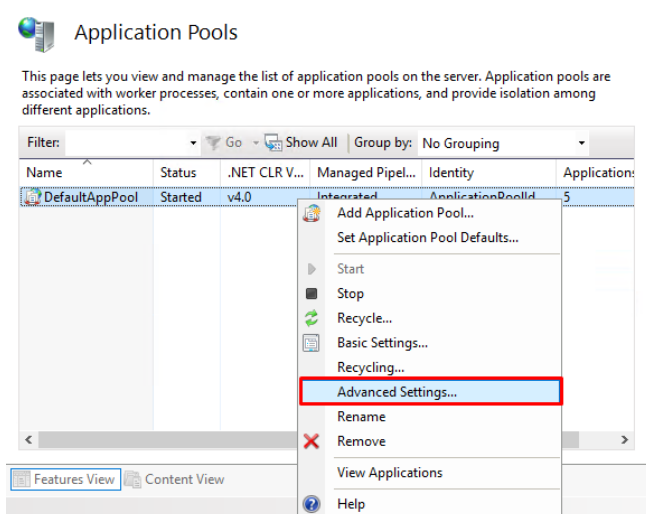 Application Pools
This page lets you view and manage the list of application pools on the server. Application pools are
associated with worker processes, contain one or more applications, and provide isolation among
different applications.
Filter: Go Show All Group by: No Grouping
Name Status .NET CLR V... Managed Pipel... Identity Applications
DefaultAppPool Started v4.0 Integrated ApplicationPoolId 5
Add Application Pool...
Set Application Pool Defaults...
Start
Stop
Recycle...
Basic Settings...
Recycling...
Advanced Settings...
Rename
Remove
View Applications
Help
Features View Content View